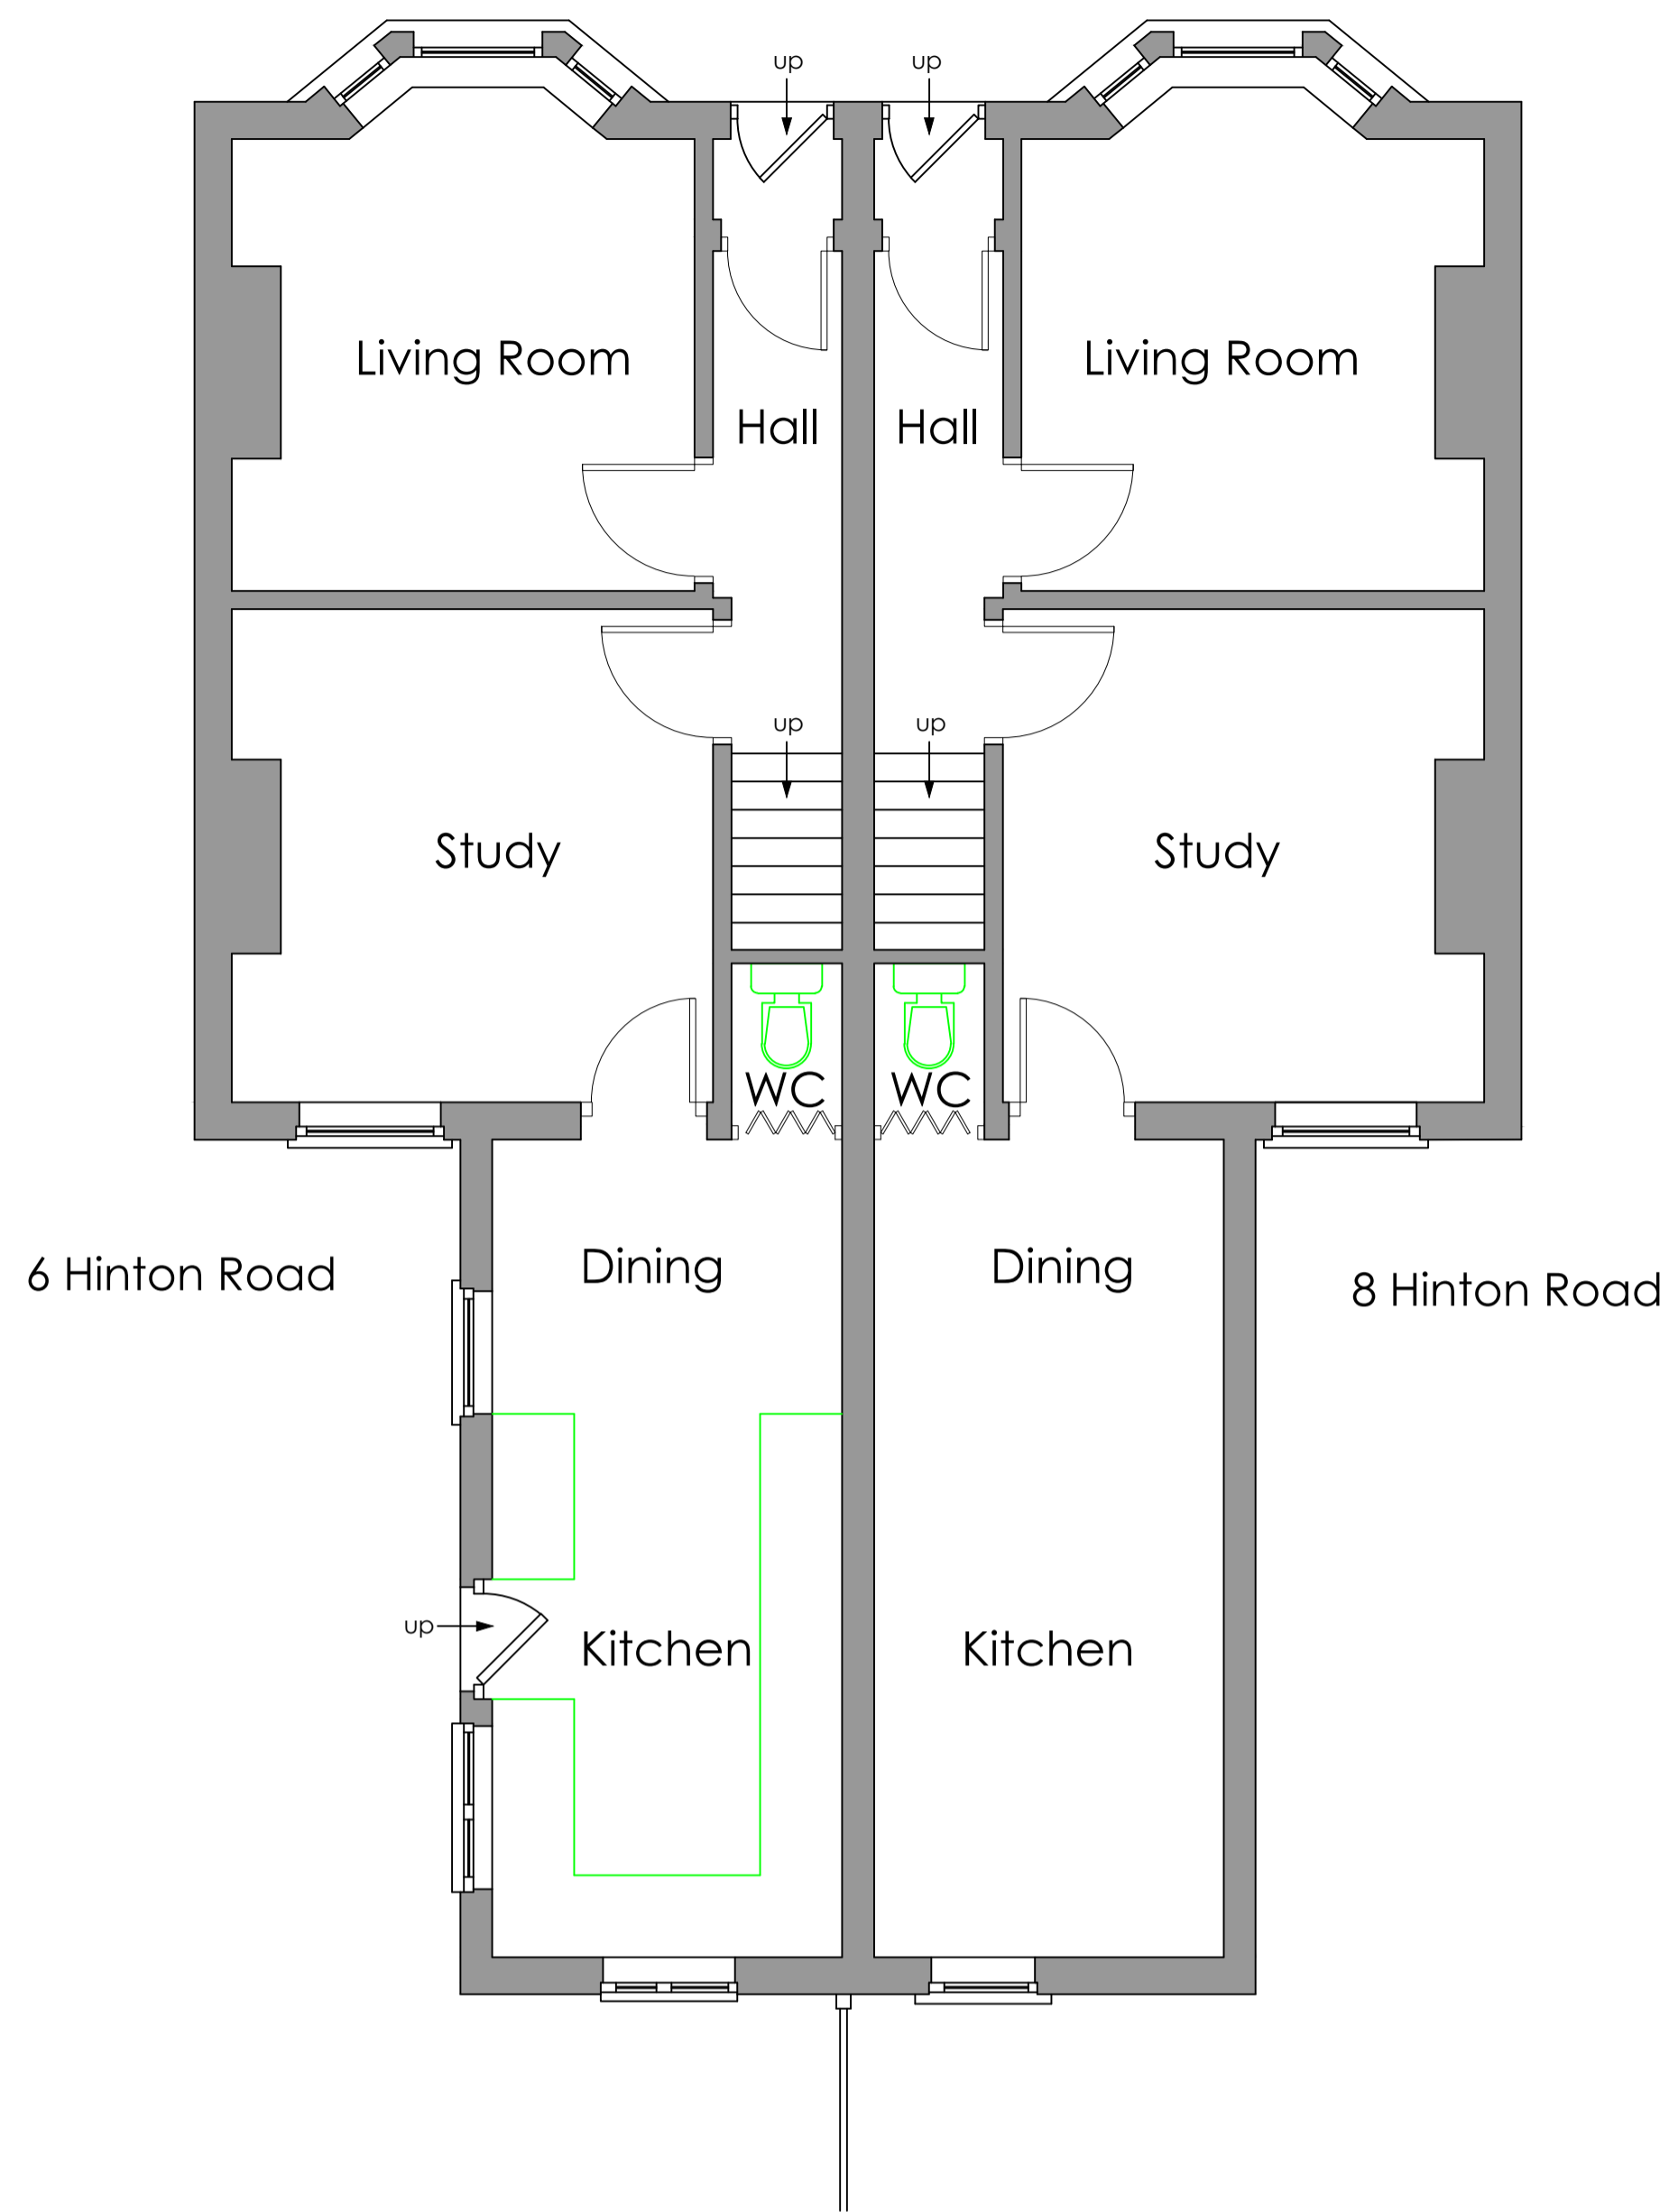 up
up
Living Room
Living Room
Hall
Hall
up
up
Study
Study
WC
WC
6 Hinton Road
Dining
Dining
8 Hinton Road
up
Kitchen
Kitchen